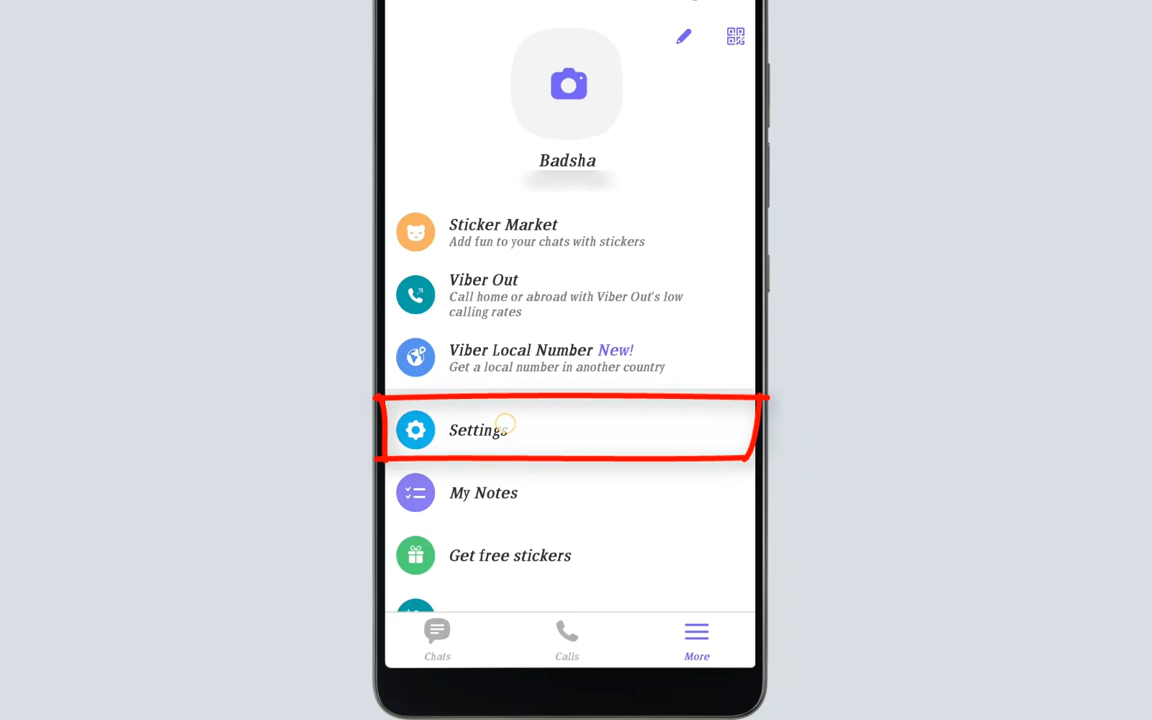 Badsha
Sticker Market
Add fun to your chats with stickers
Viber Out
Call home or abroad with Viber Out's low
calling rates
Viber Local Number New!
Get a local number in another country
Settings
My Notes
Get free stickers
Chats
Calls
More